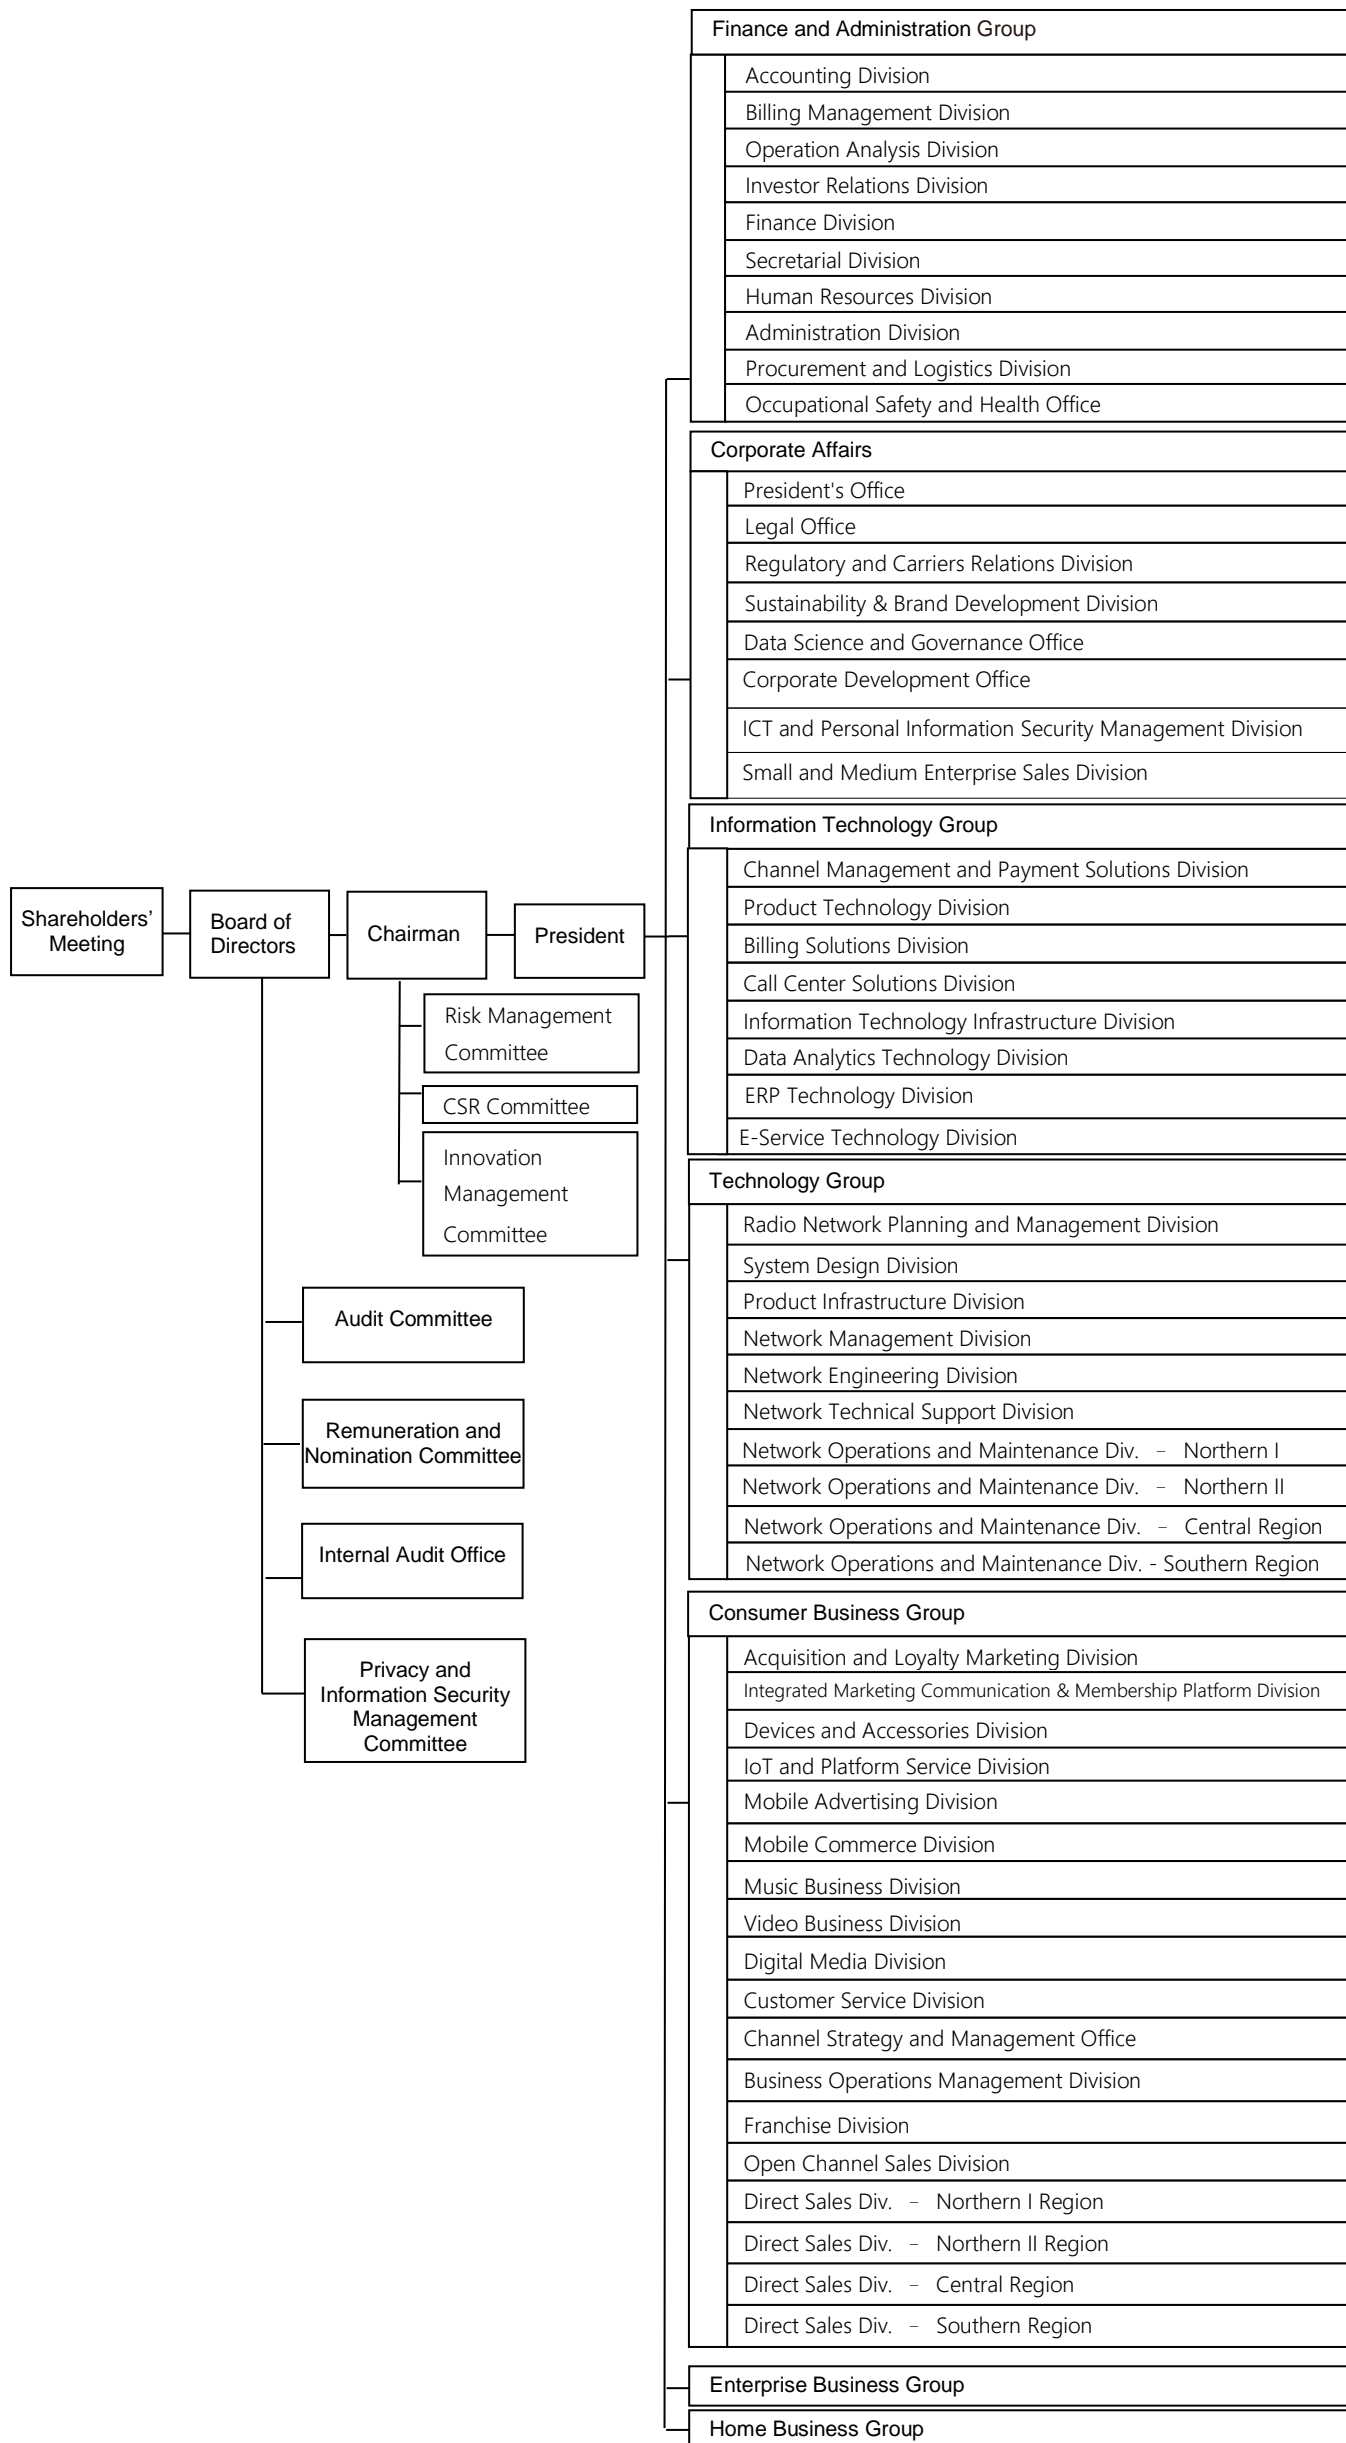 Finance and Administration Group
Accounting Division
Billing Management Division
Operation Analysis Division
Investor Relations Division
Finance Division
Secretarial Division
Human Resources Division
Administration Division
Procurement and Logistics Division
Occupational Safety and Health Office
Corporate Affairs
President's Office
Legal Office
Regulatory and Carriers Relations Division
Sustainability & Brand Development Division
Data Science and Governance Office
Corporate Development Office
ICT and Personal Information Security Management Division
Small and Medium Enterprise Sales Division
Shareholders’
Meeting
Board of
Directors
Chairman
President
Risk Management
Committee
CSR Committee
Innovation
Management
Committee
Audit Committee
Remuneration and
Nomination Committee
Internal Audit Office
Privacy and
Information Security
Management
Committee
Information Technology Group
Channel Management and Payment Solutions Division
Product Technology Division
Billing Solutions Division
Call Center Solutions Division
Information Technology Infrastructure Division
Data Analytics Technology Division
ERP Technology Division
E-Service Technology Division
Technology Group
Radio Network Planning and Management Division
System Design Division
Product Infrastructure Division
Network Management Division
Network Engineering Division
Network Technical Support Division
Network Operations and Maintenance Div. – Northern I
Network Operations and Maintenance Div. – Northern II
Network Operations and Maintenance Div. – Central Region
Network Operations and Maintenance Div. - Southern Region
Consumer Business Group
Acquisition and Loyalty Marketing Division
Integrated Marketing Communication & Membership Platform Division
Devices and Accessories Division
IoT and Platform Service Division
Mobile Advertising Division
Mobile Commerce Division
Music Business Division
Video Business Division
Digital Media Division
Customer Service Division
Channel Strategy and Management Office
Business Operations Management Division
Franchise Division
Open Channel Sales Division
Direct Sales Div. – Northern I Region
Direct Sales Div. – Northern II Region
Direct Sales Div. – Central Region
Direct Sales Div. – Southern Region
Enterprise Business Group
Home Business Group